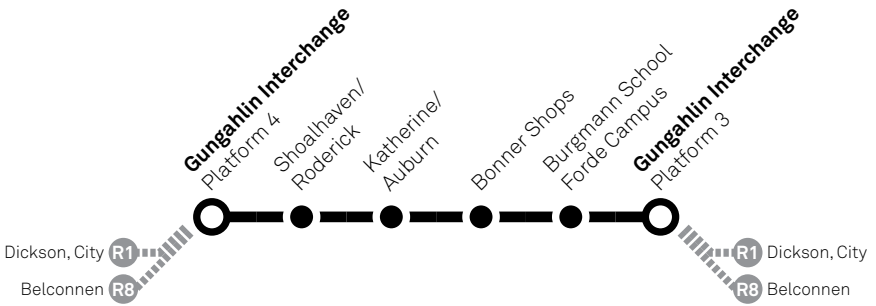 Gungahlin Interchange
Platform 4
Shoalhaven/
Roderick
Katherine/
Auburn
Bonner Shops
Burgmann School
Forde Campus
Gungahlin Interchange
Platform 3
Dickson, City R1
Belconnen R8
R1 Dickson, City
R8 Belconnen